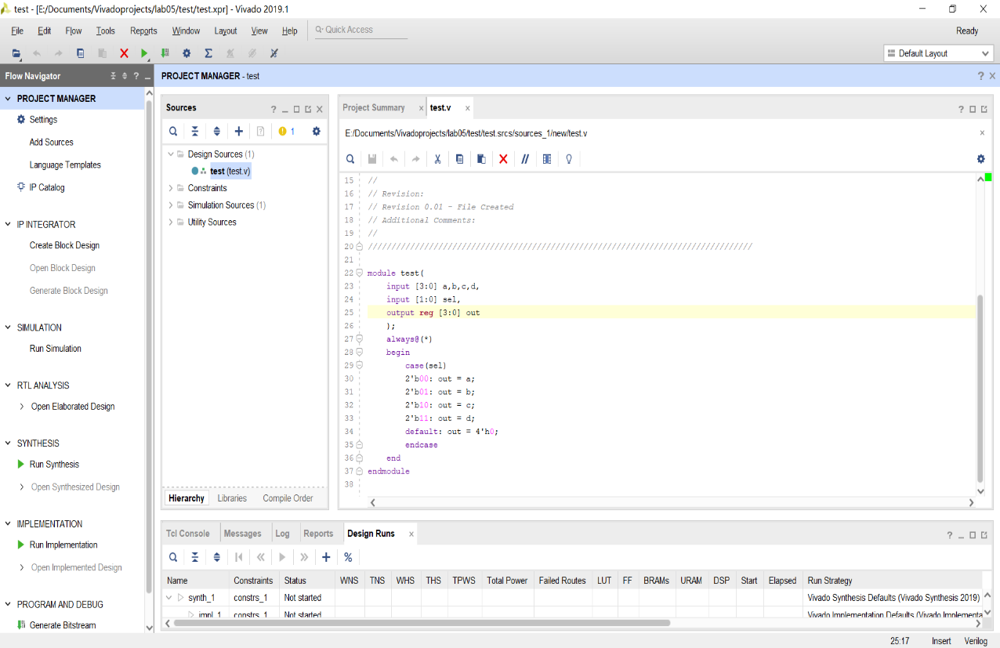 test - [E:/Documents/Vivadoprojects/lab05/test/test.xpr] - Vivado 2019.1
File Edit Flow Tools Reports Window Layout View Help Quick Access Ready
Default Layout
Flow Navigator
PROJECT MANAGER
Settings
Add Sources
Language Templates
IP Catalog
IP INTEGRATOR
Create Block Design
Open Block Design
Generate Block Design
SIMULATION
Run Simulation
RTL ANALYSIS
Open Elaborated Design
SYNTHESIS
Run Synthesis
Open Synthesized Design
IMPLEMENTATION
Run Implementation
Open Implemented Design
PROGRAM AND DEBUG
Generate Bitstream
PROJECT MANAGER - test
Sources
1
Design Sources (1)
test (test.v)
Constraints
Simulation Sources (1)
Utility Sources
Hierarchy Libraries Compile Order
Project Summary test.v
E:/Documents/Vivadoprojects/lab05/test/test.srcs/sources_1/new/test.v
15 //
16 // Revision:
17 // Revision 0.01 - File Created
18 // Additional Comments:
19 //
20 //////////////////////////////////////////////////////////////////////////////////
21
22 module test(
23 input [3:0] a,b,c,d,
24 input [1:0] sel,
25 output reg [3:0] out
26 );
27 always@(*)
28 begin
29 case(sel)
30 2'b00: out = a;
31 2'b01: out = b;
32 2'b10: out = c;
33 2'b11: out = d;
34 default: out = 4'h0;
35 endcase
36 end
37 endmodule
38
Tcl Console Messages Log Reports Design Runs
Name Constraints Status WNS TNS WHS THS TPWS Total Power Failed Routes LUT FF BRAMs URAM DSP Start Elapsed Run Strategy
synth_1 constrs_1 Not started Vivado Synthesis Defaults (Vivado Synthesis 2019)
impl_1 constrs_1 Not started Vivado Implementation Defaults (Vivado Implementa
25:17 Insert Verilog